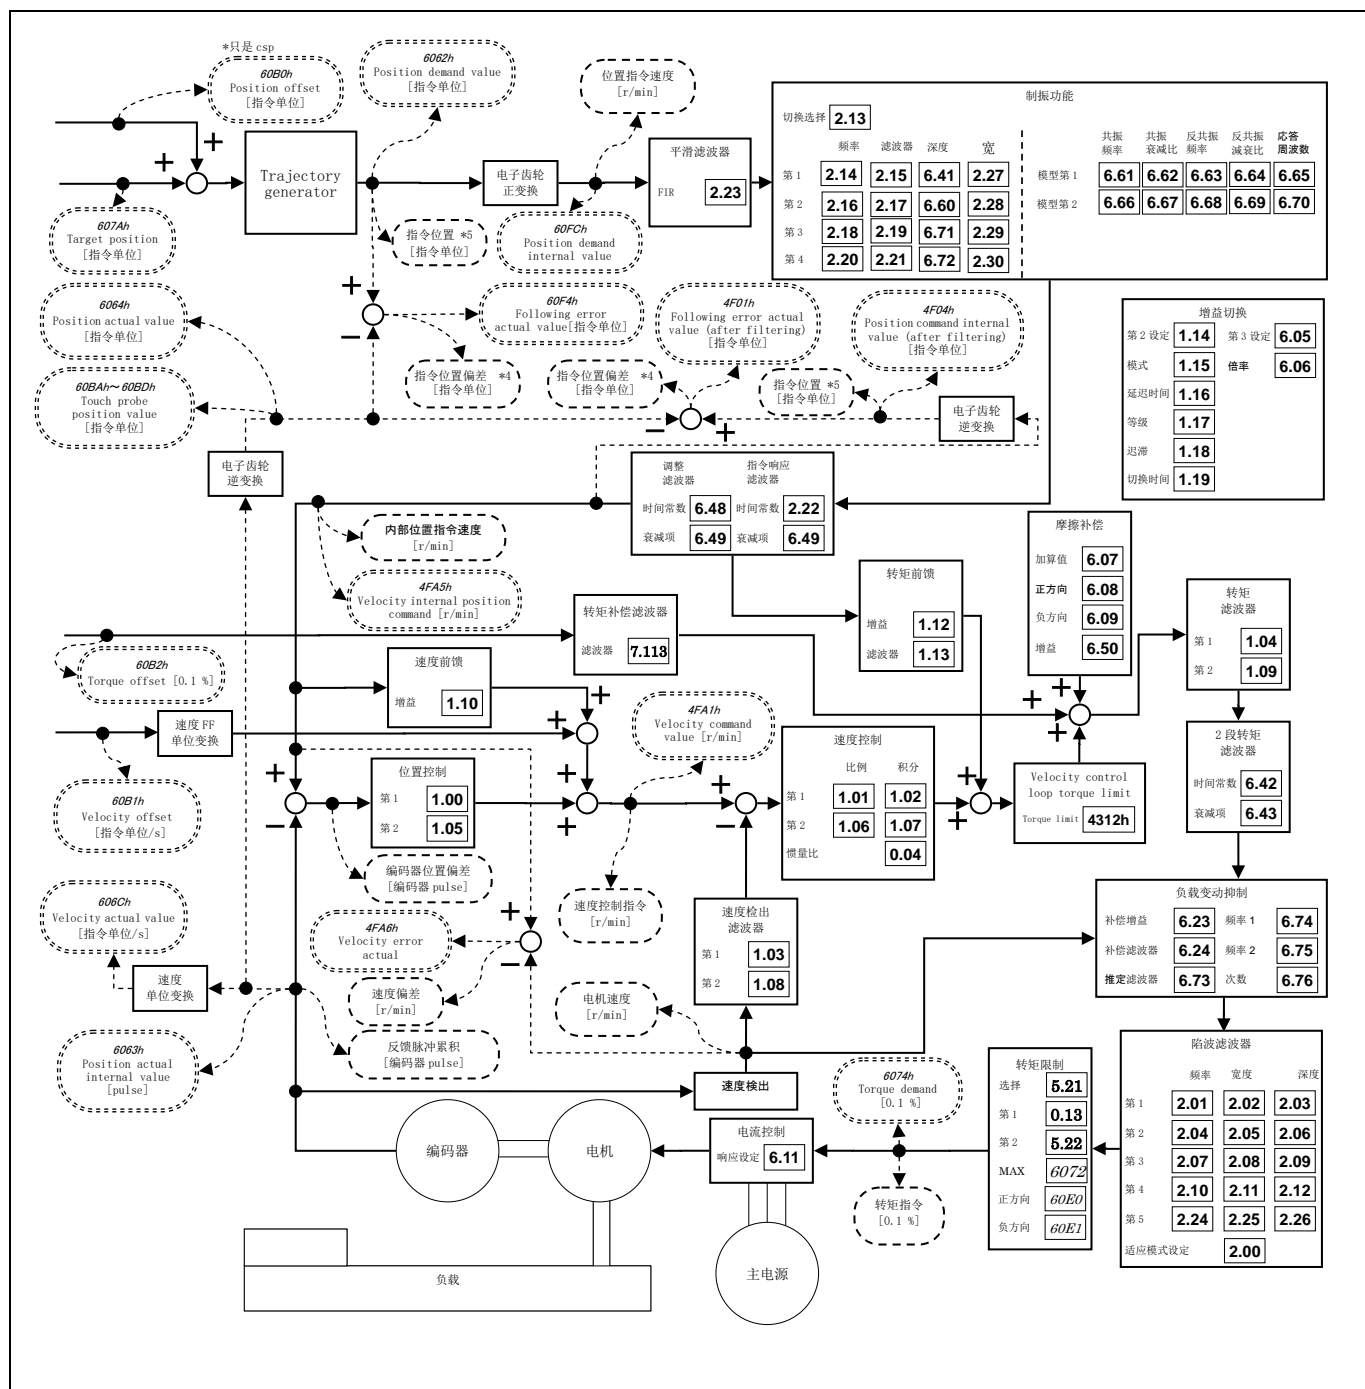 *只是 csp
60B0h
Position offset
[指令单位]
6062h
Position demand value
[指令单位]
位置指令速度
[r/min]
+
+
Trajectory
generator
电子齿轮
正变换
平滑滤波器
FIR
2.23
607Ah
Target position
[指令单位]
指令位置 *5
[指令单位]
60FCh
Position demand
internal value
制振功能
切换选择
2.13
频率
滤波器
深度
宽
第 1
2.14
2.15
6.41
2.27
第 2
2.16
2.17
6.60
2.28
第 3
2.18
2.19
6.71
2.29
第 4
2.20
2.21
6.72
2.30
共振
频率
共振
衰减比
反共振
频率
反共振
减衰比
応答
周波数
模型第 1
6.61
6.62
6.63
6.64
6.65
模型第 2
6.66
6.67
6.68
6.69
6.70
6064h
Position actual value
[指令单位]
+
−
60F4h
Following error
actual value[指令单位]
4F01h
Following error actual
value (after filtering)
[指令单位]
4F04h
Position command internal
value (after filtering)
[指令单位]
60BAh～60BDh
Touch probe
position value
[指令单位]
指令位置偏差 *4
[指令单位]
指令位置偏差 *4
[指令单位]
指令位置 *5
[指令单位]
−
+
电子齿轮
逆变换
电子齿轮
逆变换
增益切换
第 2 设定
1.14
第 3 设定
6.05
模式
1.15
倍率
6.06
延迟时间
1.16
等级
1.17
迟滞
1.18
切换时间
1.19
调整
滤波器
指令响应
滤波器
时间常数
6.48
时间常数
2.22
衰减项
6.49
衰减项
6.49
内部位置指令速度
[r/min]
4FA5h
Velocity internal position
command [r/min]
转矩补偿滤波器
滤波器
7.113
转矩前馈
增益
1.12
滤波器
1.13
摩擦补偿
加算值
6.07
正方向
6.08
负方向
6.09
增益
6.50
转矩
滤波器
第 1
1.04
第 2
1.09
60B2h
Torque offset [0.1 %]
速度前馈
增益
1.10
+
+
速度 FF
单位变换
4FA1h
Velocity command
value [r/min]
+
+
+
2 段转矩
滤波器
时间常数
6.42
衰减项
6.43
60B1h
Velocity offset
[指令单位/s]
+
−
位置控制
第 1
1.00
第 2
1.05
+
+
+
−
速度控制
比例
积分
第 1
1.01
1.02
第 2
1.06
1.07
惯量比
0.04
+
+
Velocity control
loop torque limit
Torque limit
4312h
编码器位置偏差
[编码器 pulse]
速度控制指令
[r/min]
速度检出
滤波器
第 1
1.03
第 2
1.08
负载变动抑制
补偿增益
6.23
频率 1
6.74
补偿滤波器
6.24
频率 2
6.75
推定滤波器
6.73
次数
6.76
606Ch
Velocity actual value
[指令单位/s]
4FA6h
Velocity error
actual
+
−
速度
单位变换
速度偏差
[r/min]
电机速度
[r/min]
6063h
Position actual
internal value
[pulse]
反馈脉冲累积
[编码器 pulse]
速度検出
6074h
Torque demand
[0.1 %]
转矩限制
选择
5.21
第 1
0.13
第 2
5.22
MAX
6072
正方向
60E0
负方向
60E1
陷波滤波器
频率
宽度
深度
第 1
2.01
2.02
2.03
第 2
2.04
2.05
2.06
第 3
2.07
2.08
2.09
第 4
2.10
2.11
2.12
第 5
2.24
2.25
2.26
适应模式设定
2.00
编码器
电机
电流控制
响应设定
6.11
转矩指令
[0.1 %]
负载
主电源